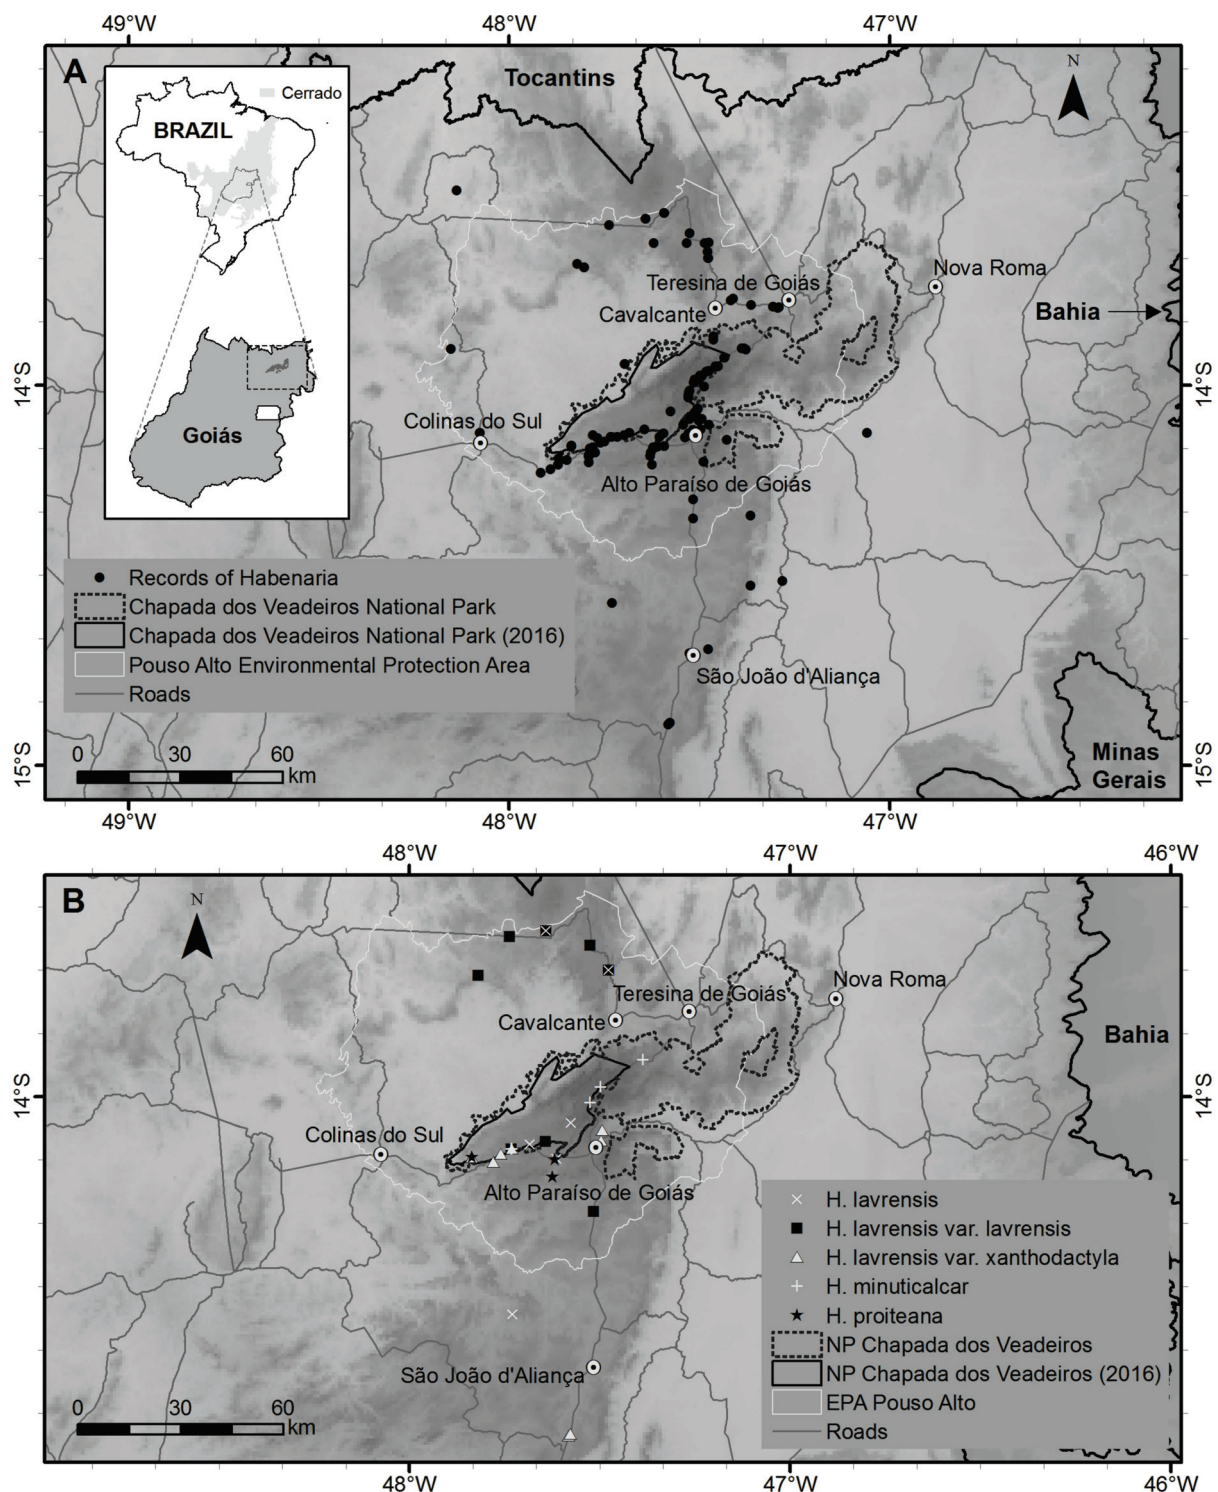 49°W 48°W 47°W
A
N
Tocantins
Cerrado
BRAZIL
Goiás
Nova Roma
Teresina de Goiás
Cavalcante
Bahia
14°S
14°S
Colinas do Sul
Alto Paraíso de Goiás
Records of Habenaria
Chapada dos Veadeiros National Park
Chapada dos Veadeiros National Park (2016)
Pouso Alto Environmental Protection Area
Roads
São João d'Aliança
0 30 60
km
Minas
Gerais
15°S
15°S
49°W 48°W 47°W
48°W 47°W 46°W
B
N
Nova Roma
Teresina de Goiás
Cavalcante
Bahia
14°S
14°S
Colinas do Sul
Alto Paraíso de Goiás
H. lavrensis
H. lavrensis var. lavrensis
H. lavrensis var. xanthodactyla
H. minuticalcar
H. proiteana
NP Chapada dos Veadeiros
NP Chapada dos Veadeiros (2016)
EPA Pouso Alto
Roads
São João d'Aliança
0 30 60
km
48°W 47°W 46°W